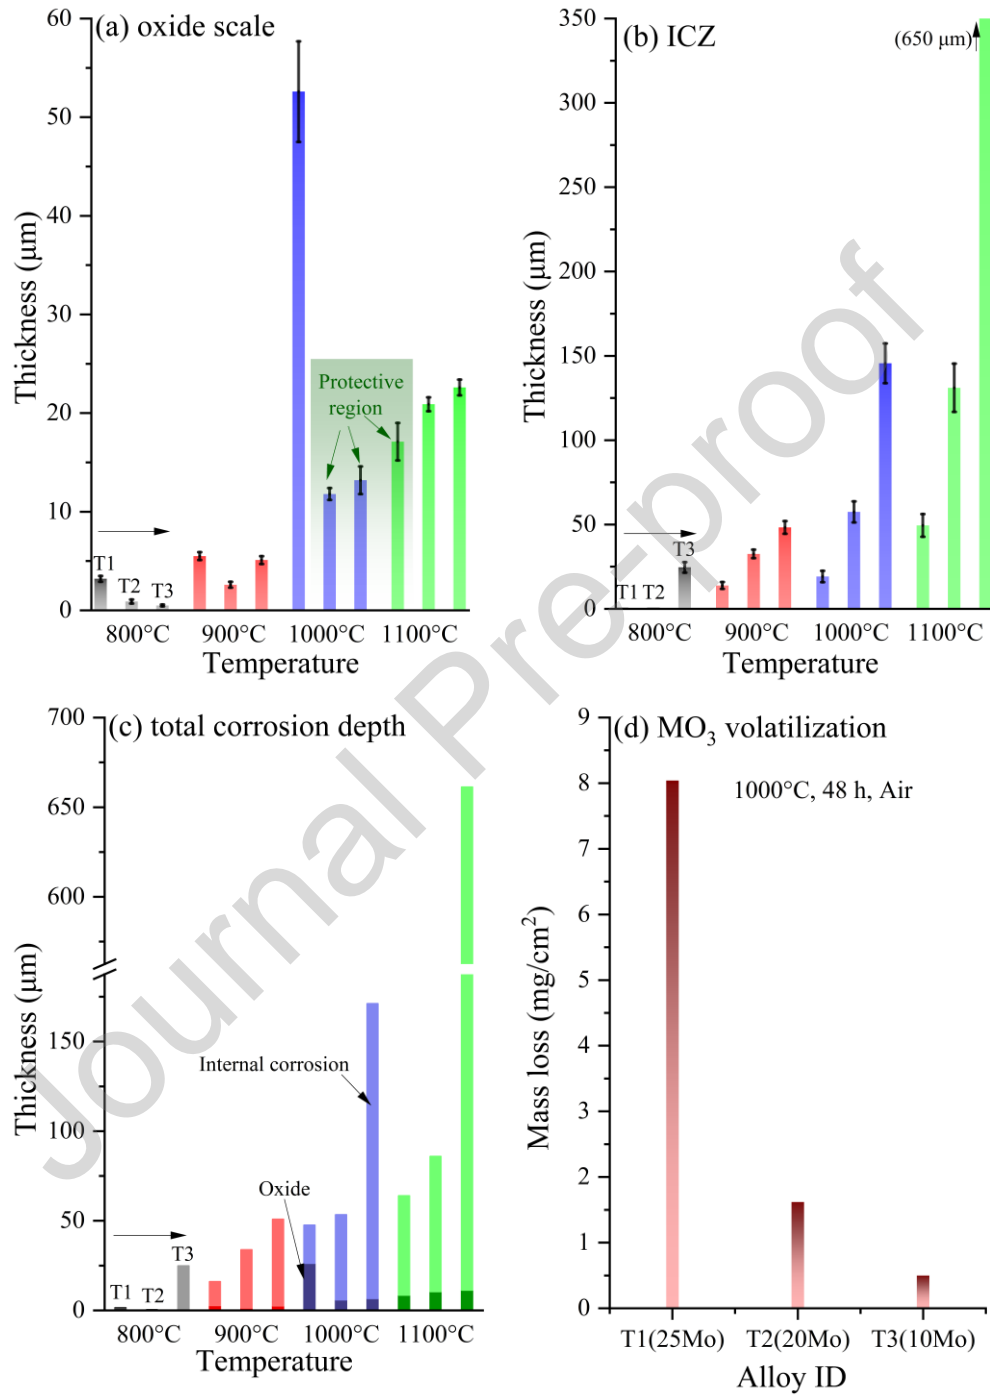 (a) oxide scale
60
50
40
30
20
10
0
Thickness (μm)
Protective
region
T1
T2
T3
800°C
900°C
1000°C
1100°C
Temperature
(b) ICZ
(650 μm)
350
300
250
200
150
100
50
0
Thickness (μm)
T3
T1 T2
800°C
900°C
1000°C
1100°C
Temperature
(c) total corrosion depth
700
650
600
150
100
50
0
Thickness (μm)
Internal corrosion
Oxide
T3
T1
T2
800°C
900°C
1000°C
1100°C
Temperature
(d) MO₃ volatilization
1000°C, 48 h, Air
9
8
7
6
5
4
3
2
1
0
Mass loss (mg/cm²)
T1(25Mo)
T2(20Mo)
T3(10Mo)
Alloy ID
Journal Pre-proof